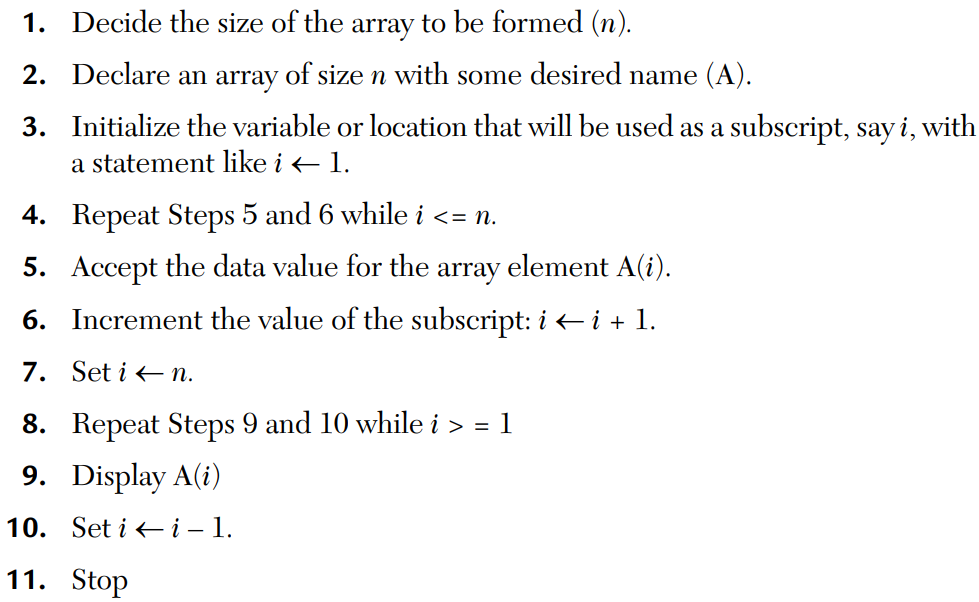 1. Decide the size of the array to be formed (n).
2. Declare an array of size n with some desired name (A).
3. Initialize the variable or location that will be used as a subscript, say i, with
a statement like i ← 1.
4. Repeat Steps 5 and 6 while i <= n.
5. Accept the data value for the array element A(i).
6. Increment the value of the subscript: i ← i + 1.
7. Set i ← n.
8. Repeat Steps 9 and 10 while i > = 1
9. Display A(i)
10. Set i ← i – 1.
11. Stop